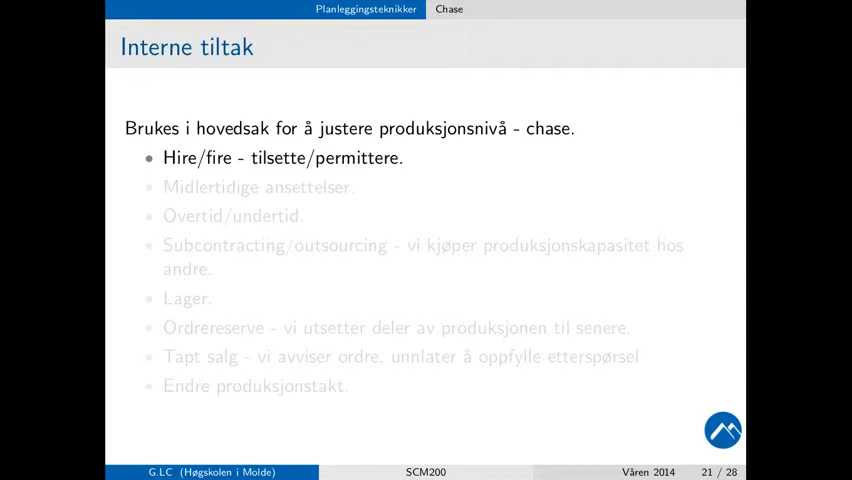 Planleggingsteknikker Chase
Interne tiltak
Brukes i hovedsak for å justere produksjonsnivå - chase.
Hire/fire - tilsette/permittere.
Midlertidige ansettelser.
Overtid/undertid.
Subcontracting/outsourcing - vi kjøper produksjonskapasitet hos
andre.
Lager.
Ordrereserve - vi utsetter deler av produksjonen til senere.
Tapt salg - vi avviser ordre, unnlater å oppfylle etterspørsel
Endre produksjonstakt.
G.LC (Høgskolen i Molde) SCM200 Våren 2014 21 / 28